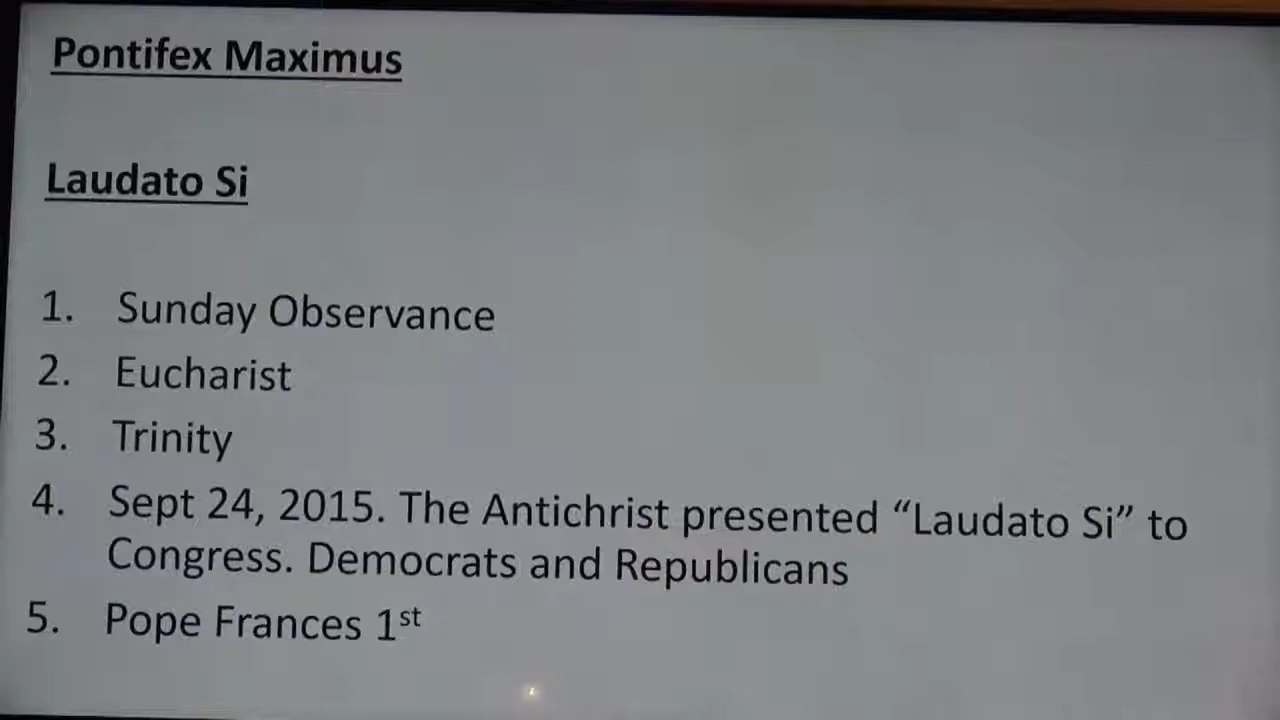 Pontifex Maximus
Laudato Si
1. Sunday Observance
2. Eucharist
3. Trinity
4. Sept 24, 2015. The Antichrist presented “Laudato Si” to
Congress. Democrats and Republicans
5. Pope Frances 1st